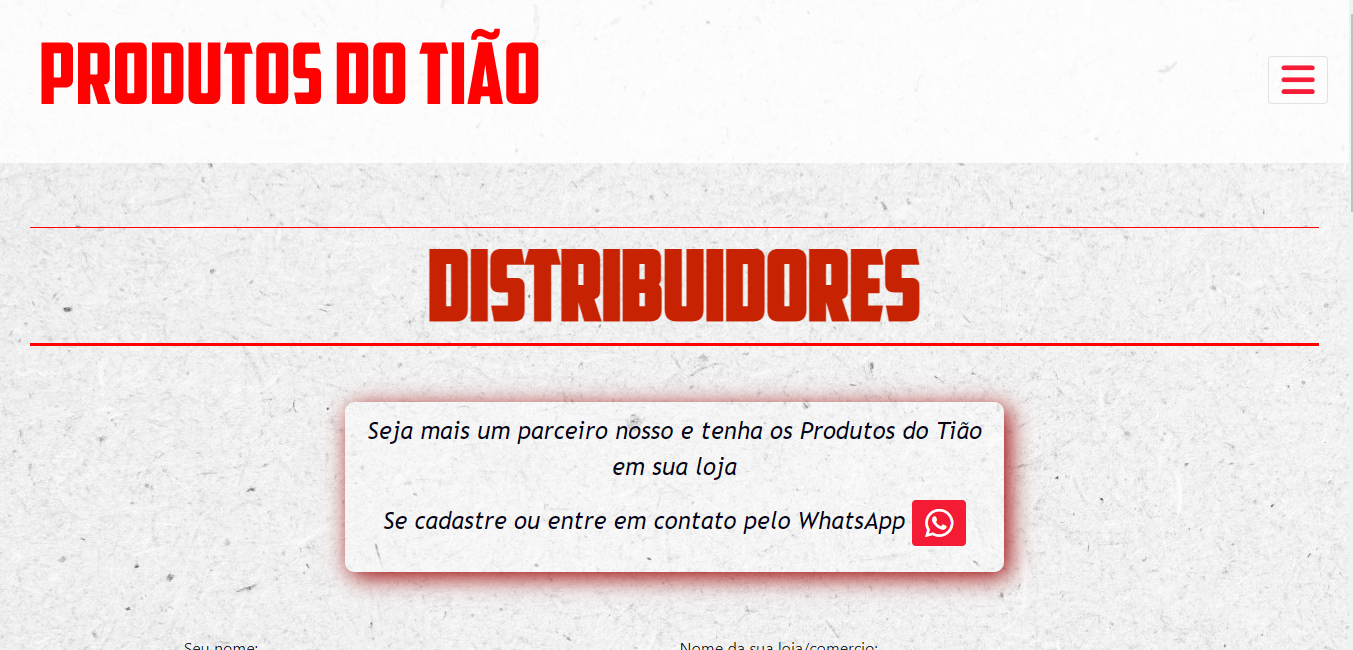 PRODUTOS DO TIÃO
DISTRIBUIDORES
Seja mais um parceiro nosso e tenha os Produtos do Tião
em sua loja
Se cadastre ou entre em contato pelo WhatsApp
Seu nome:
Nome da sua loja/comercio: